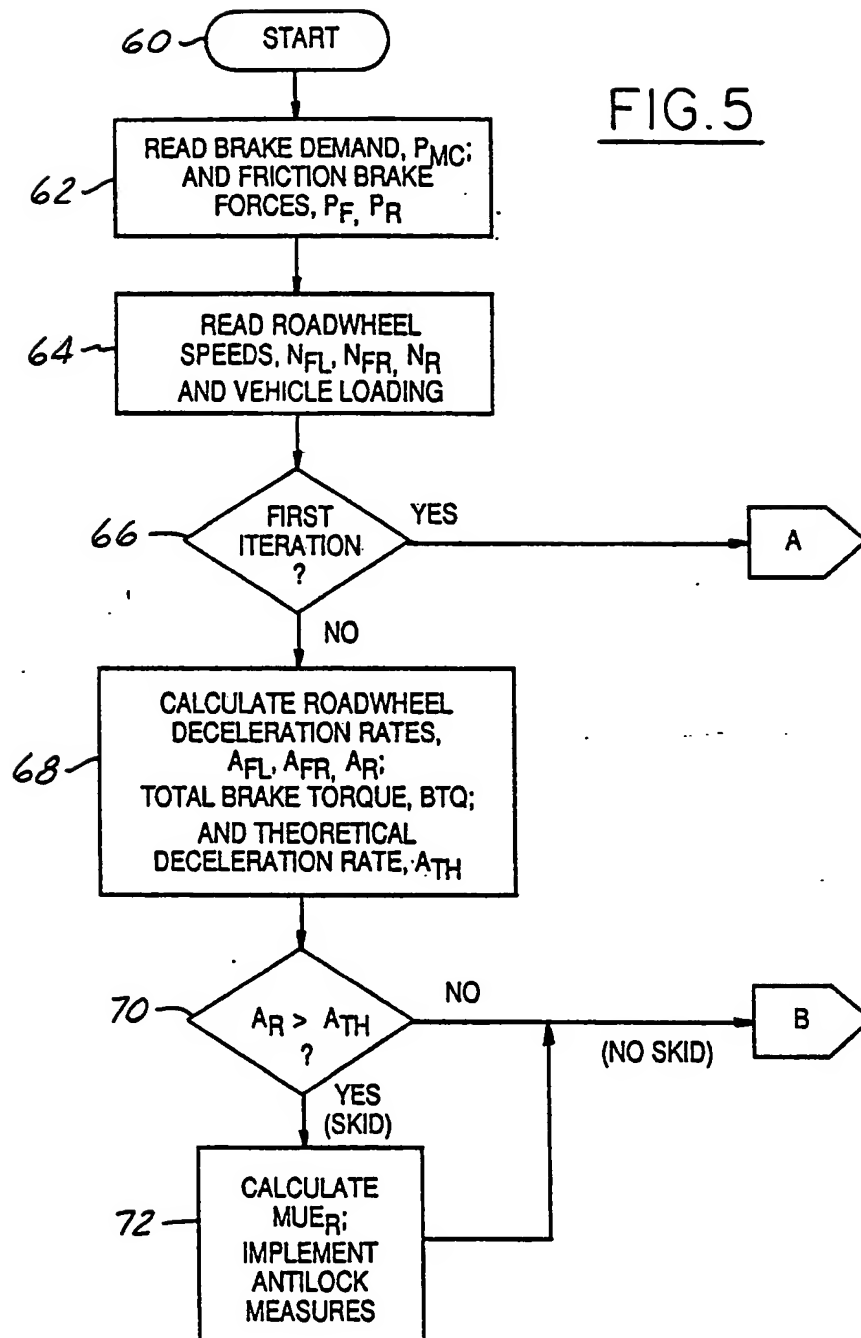 60
START
FIG.5
READ BRAKE DEMAND, PMC;
AND FRICTION BRAKE
FORCES, PF, PR
62
READ ROADWHEEL
SPEEDS, NFL, NFR, NR
AND VEHICLE LOADING
64
FIRST
ITERATION
?
66
YES
A
NO
CALCULATE ROADWHEEL
DECELERATION RATES,
AFL, AFR, AR;
TOTAL BRAKE TORQUE, BTQ;
AND THEORETICAL
DECELERATION RATE, ATH
68
70
AR > ATH
?
NO
(NO SKID)
B
YES
(SKID)
72
CALCULATE
MUER;
IMPLEMENT
ANTILOCK
MEASURES